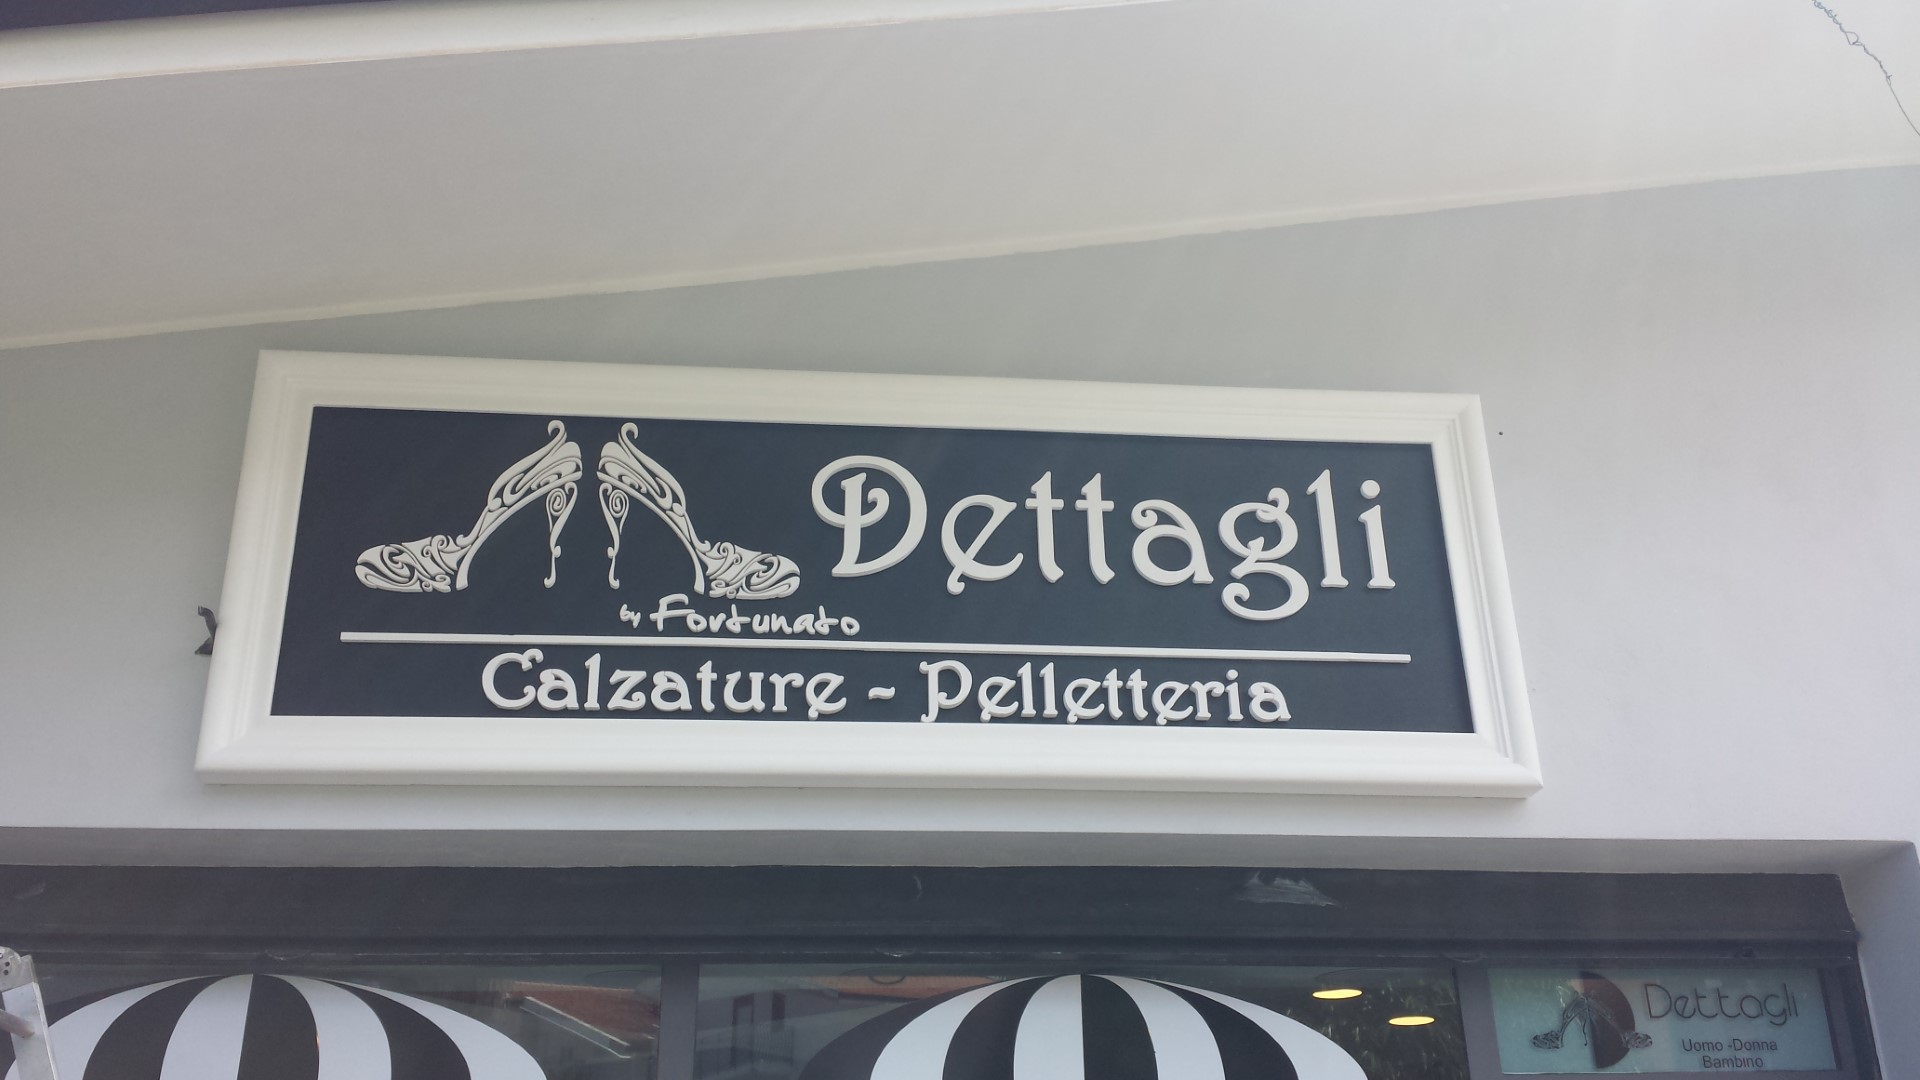 Dettagli
by Fortunato
Calzature - Pelletteria
Dettagli
Uomo -Donna
Bambino